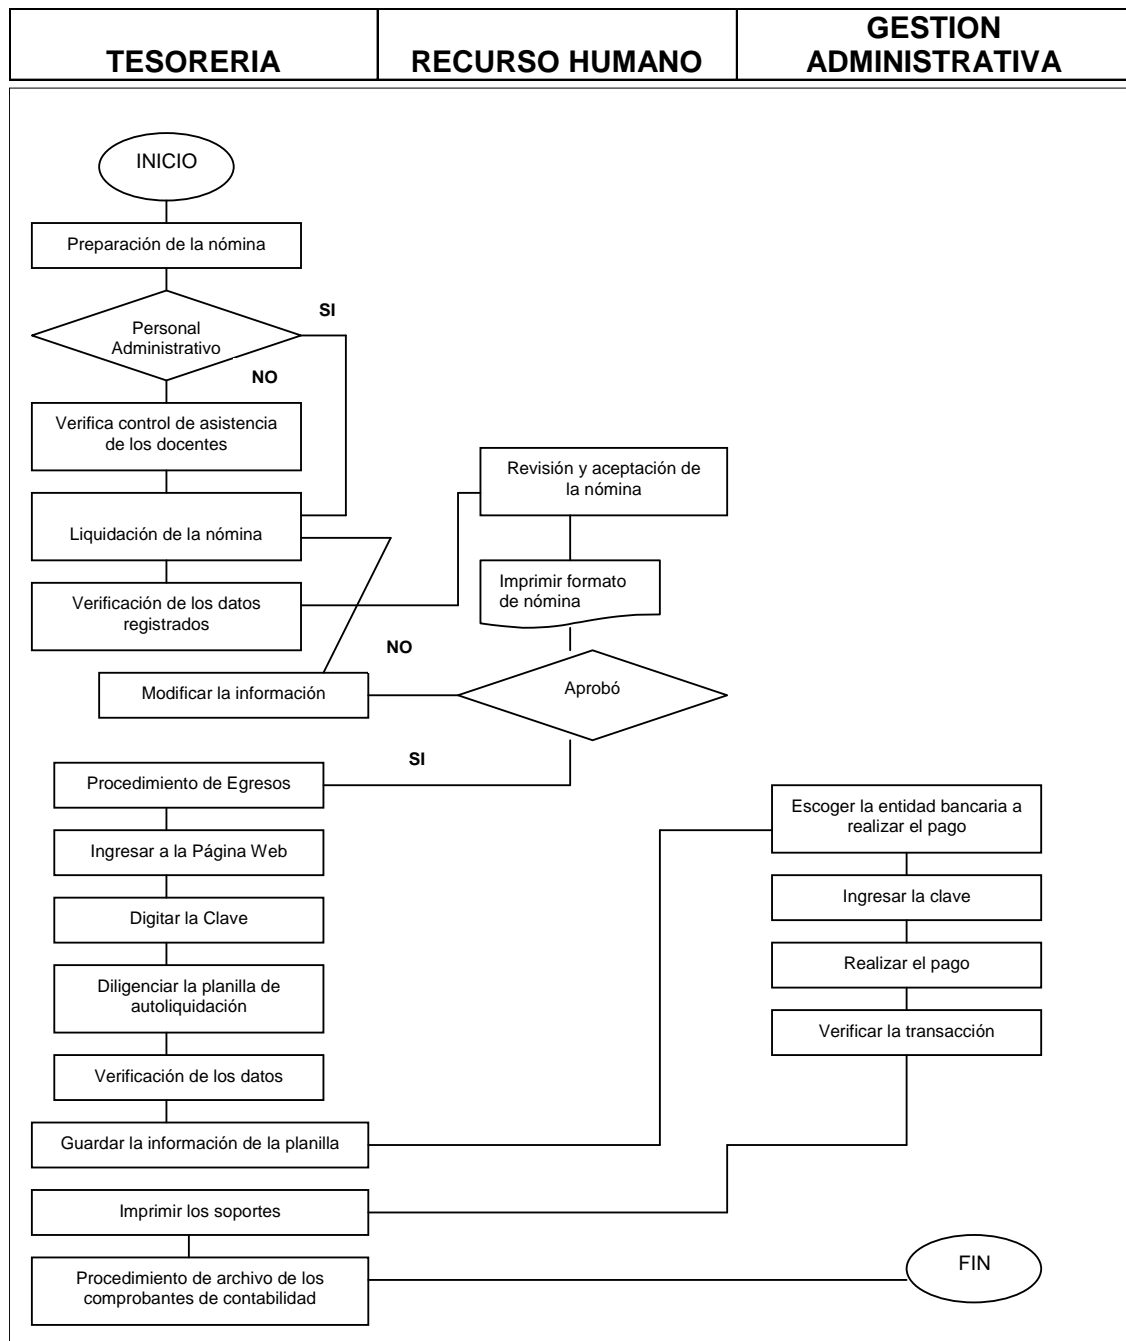 TESORERIA
RECURSO HUMANO
GESTION
ADMINISTRATIVA
INICIO
Preparación de la nómina
SI
Personal
Administrativo
NO
Verifica control de asistencia
de los docentes
Revisión y aceptación de
la nómina
Liquidación de la nómina
Imprimir formato
de nómina
Verificación de los datos
registrados
NO
Modificar la información
Aprobó
SI
Procedimiento de Egresos
Escoger la entidad bancaria a
realizar el pago
Ingresar a la Página Web
Ingresar la clave
Digitar la Clave
Realizar el pago
Diligenciar la planilla de
autoliquidación
Verificar la transacción
Verificación de los datos
Guardar la información de la planilla
Imprimir los soportes
FIN
Procedimiento de archivo de los
comprobantes de contabilidad